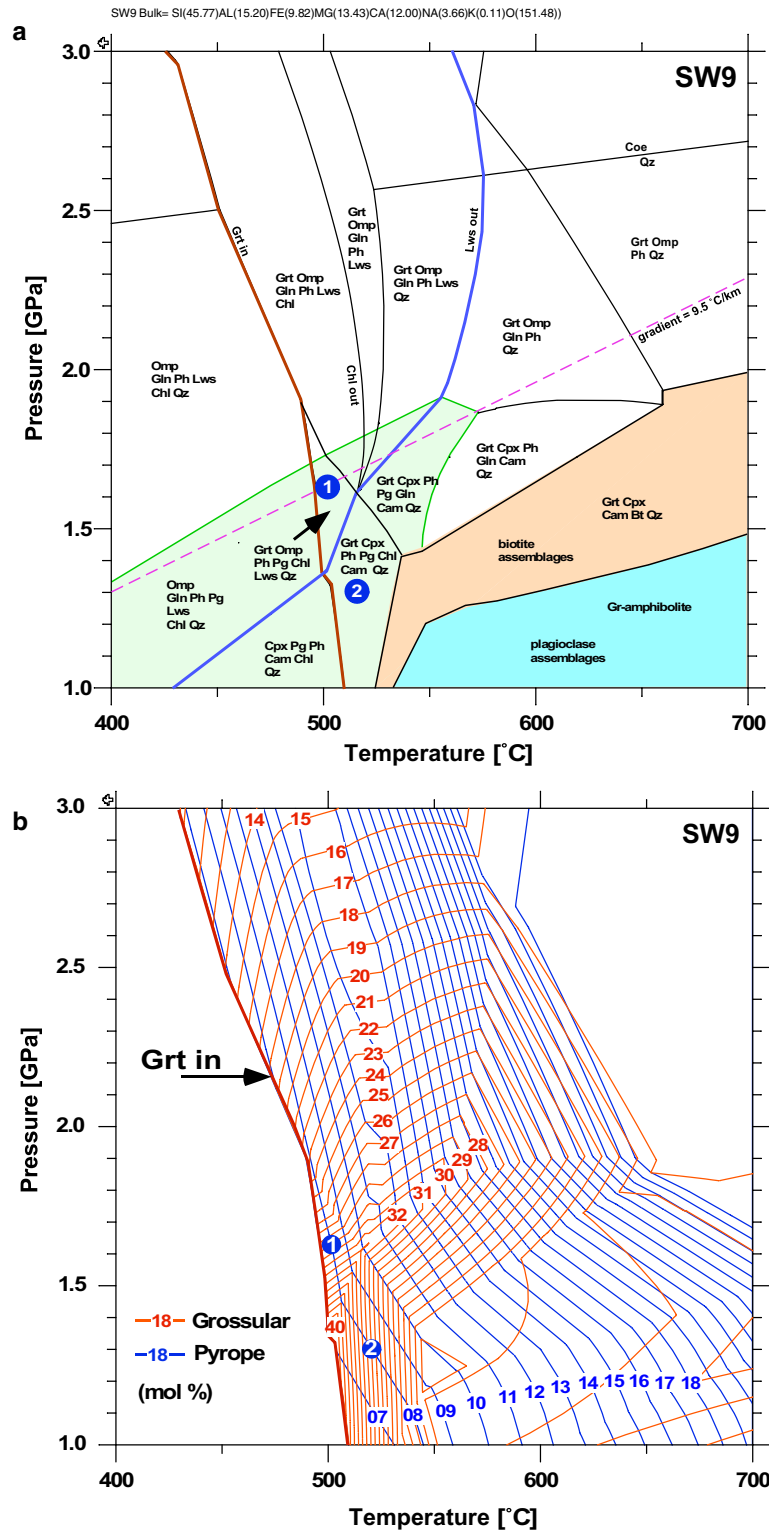 SW9 Bulk= SI(45.77)AL(15.20)FE(9.82)MG(13.43)CA(12.00)NA(3.66)K(0.11)O(151.48))
a
3.0
2.5
2.0
1.5
1.0
Pressure [GPa]
SW9
Coe
Qz
Grt in
Lws out
Chl out
gradient = 9.5 ˚C/km
Grt
Omp
Gln
Ph
Lws
Grt Omp
Gln Ph Lws
Chl
Grt Omp
Gln Ph Lws
Qz
Grt Omp
Ph Qz
Grt Omp
Gln Ph
Qz
Omp
Gln Ph Lws
Chl Qz
Grt Cpx Ph
Gln Cam
Qz
Grt Cpx Ph
Pg Gln
Cam Qz
1
Grt Cpx
Cam Bt Qz
biotite
assemblages
Grt Omp
Ph Pg Chl
Lws Qz
Grt Cpx
Ph Pg Chl
Cam Qz
2
Omp
Gln Ph Pg
Lws
Chl Qz
Gr-amphibolite
Cpx Pg Ph
Cam Chl
Qz
plagioclase
assemblages
400
500
600
700
Temperature [˚C]
b
3.0
2.5
2.0
1.5
1.0
Pressure [GPa]
SW9
14
15
16
17
18
19
20
21
22
23
24
25
26
27
28
29
30
31
32
Grt in
1
40
2
18 Grossular
18 Pyrope
(mol %)
07
08
09
10
11
12
13
14
15
16
17
18
400
500
600
700
Temperature [˚C]